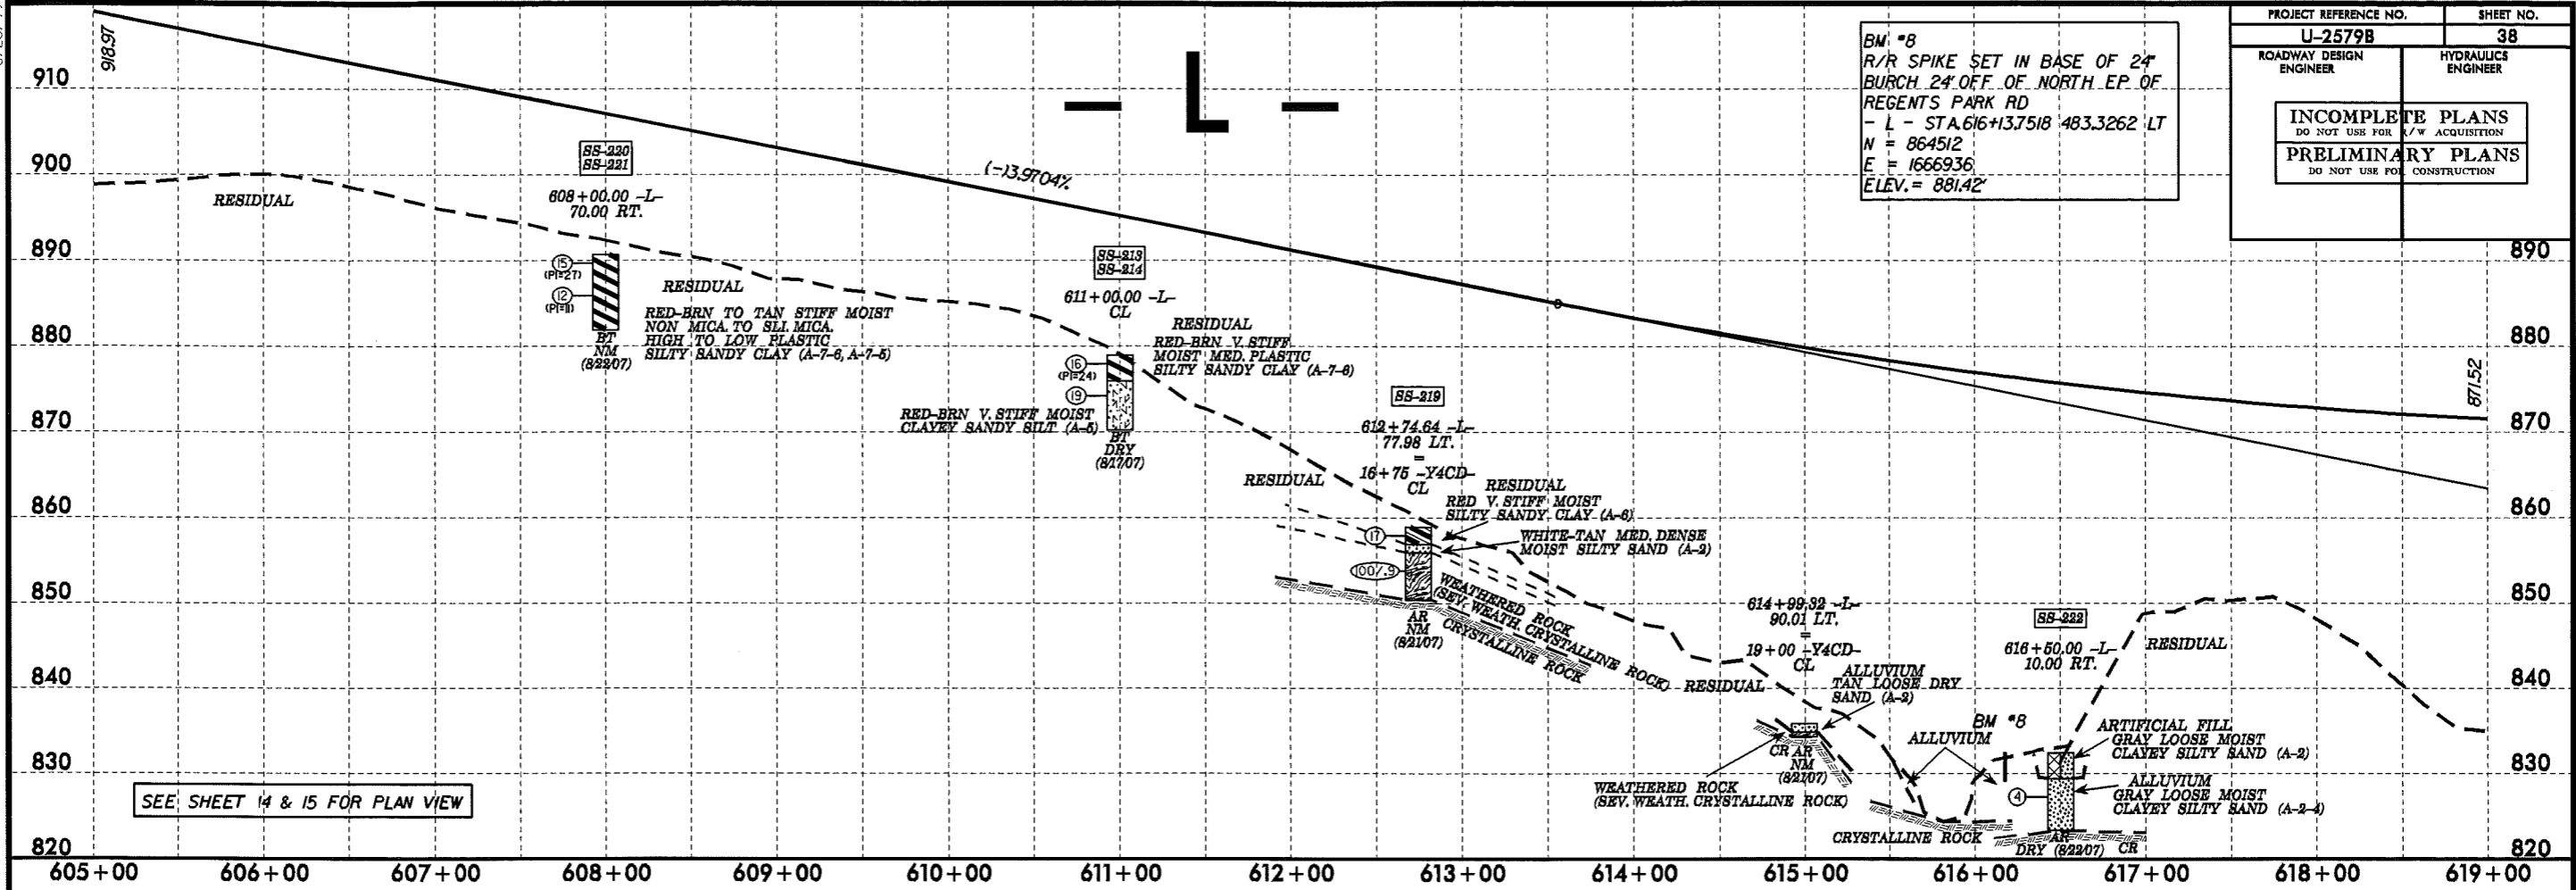 918.97
910
900
890
880
870
860
850
840
830
820
— L —
BM #8
R/R SPIKE SET IN BASE OF 24"
BURCH 24' OFF OF NORTH EP OF
REGENTS PARK RD
- L - STA.616+13.7518 483.3262 LT
N = 864512
E = 1666936
ELEV.= 881.42'
PROJECT REFERENCE NO.
SHEET NO.
U-2579B
38
ROADWAY DESIGN
ENGINEER
HYDRAULICS
ENGINEER
INCOMPLETE PLANS
DO NOT USE FOR R/W ACQUISITION
PRELIMINARY PLANS
DO NOT USE FOR CONSTRUCTION
(-)3.9704%
RESIDUAL
SS-220
SS-221
608+00.00 -L-
70.00 RT.
15
(PI=27)
12
(PI=11)
BT
NM
(8/22/07)
RESIDUAL
RED-BRN TO TAN STIFF MOIST
NON MICA. TO SLI. MICA.
HIGH TO LOW PLASTIC
SILTY SANDY CLAY (A-7-6, A-7-5)
SS-213
SS-214
611+00.00 -L-
CL
RESIDUAL
RED-BRN V. STIFF
MOIST MED. PLASTIC
SILTY SANDY CLAY (A-7-6)
16
(PI=24)
19
RED-BRN V. STIFF MOIST
CLAYEY SANDY SILT (A-5)
BT
DRY
(8/17/07)
SS-219
612+74.64 -L-
77.98 LT.
=
16+75 -Y4CD-
CL
RESIDUAL
RESIDUAL
RED V. STIFF MOIST
SILTY SANDY CLAY (A-6)
WHITE-TAN MED. DENSE
MOIST SILTY SAND (A-2)
17
100/.9
WEATHERED ROCK
(SEV. WEATH. CRYSTALLINE ROCK)
CRYSTALLINE ROCK
AR
NM
(8/21/07)
RESIDUAL
614+99.32 -L-
90.01 LT.
=
19+00 -Y4CD-
CL
ALLUVIUM
TAN LOOSE DRY
SAND (A-2)
CR AR
NM
(8/21/07)
WEATHERED ROCK
(SEV. WEATH. CRYSTALLINE ROCK)
ALLUVIUM
BM #8
SS-222
616+50.00 -L-
10.00 RT.
RESIDUAL
ARTIFICIAL FILL
GRAY LOOSE MOIST
CLAYEY SILTY SAND (A-2)
ALLUVIUM
GRAY LOOSE MOIST
CLAYEY SILTY SAND (A-2-4)
4
CRYSTALLINE ROCK
AR
DRY (8/22/07)
CR
871.52
890
880
870
860
850
840
830
820
SEE SHEET 14 & 15 FOR PLAN VIEW
605+00 606+00 607+00 608+00 609+00 610+00 611+00 612+00 613+00 614+00 615+00 616+00 617+00 618+00 619+00